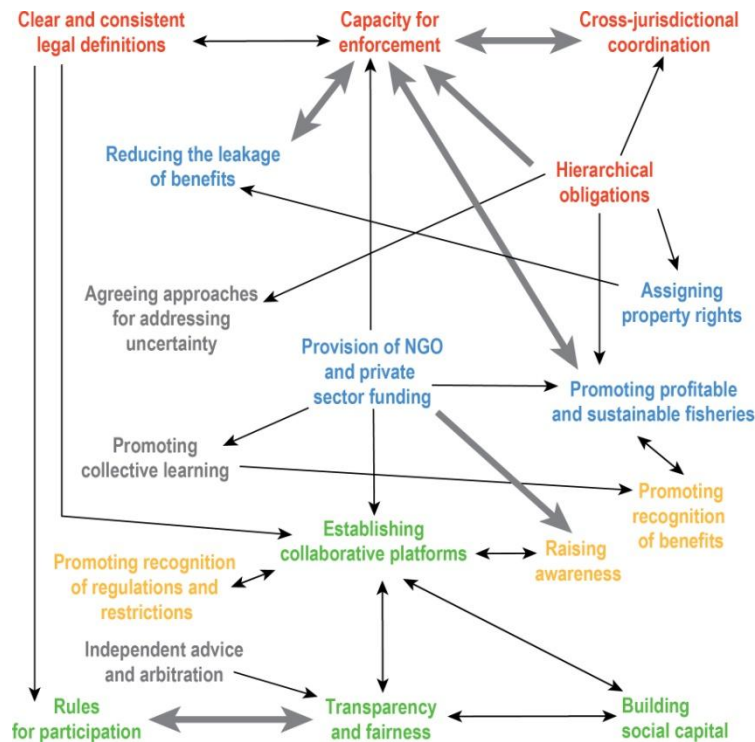 Clear and consistent
legal definitions
Capacity for
enforcement
Cross-jurisdictional
coordination
Reducing the leakage
of benefits
Hierarchical
obligations
Agreeing approaches
for addressing
uncertainty
Assigning
property rights
Provision of NGO
and private
sector funding
Promoting profitable
and sustainable fisheries
Promoting
collective learning
Promoting
recognition
of benefits
Establishing
collaborative platforms
Raising
awareness
Promoting recognition
of regulations and
restrictions
Independent advice
and arbitration
Rules
for participation
Transparency
and fairness
Building
social capital